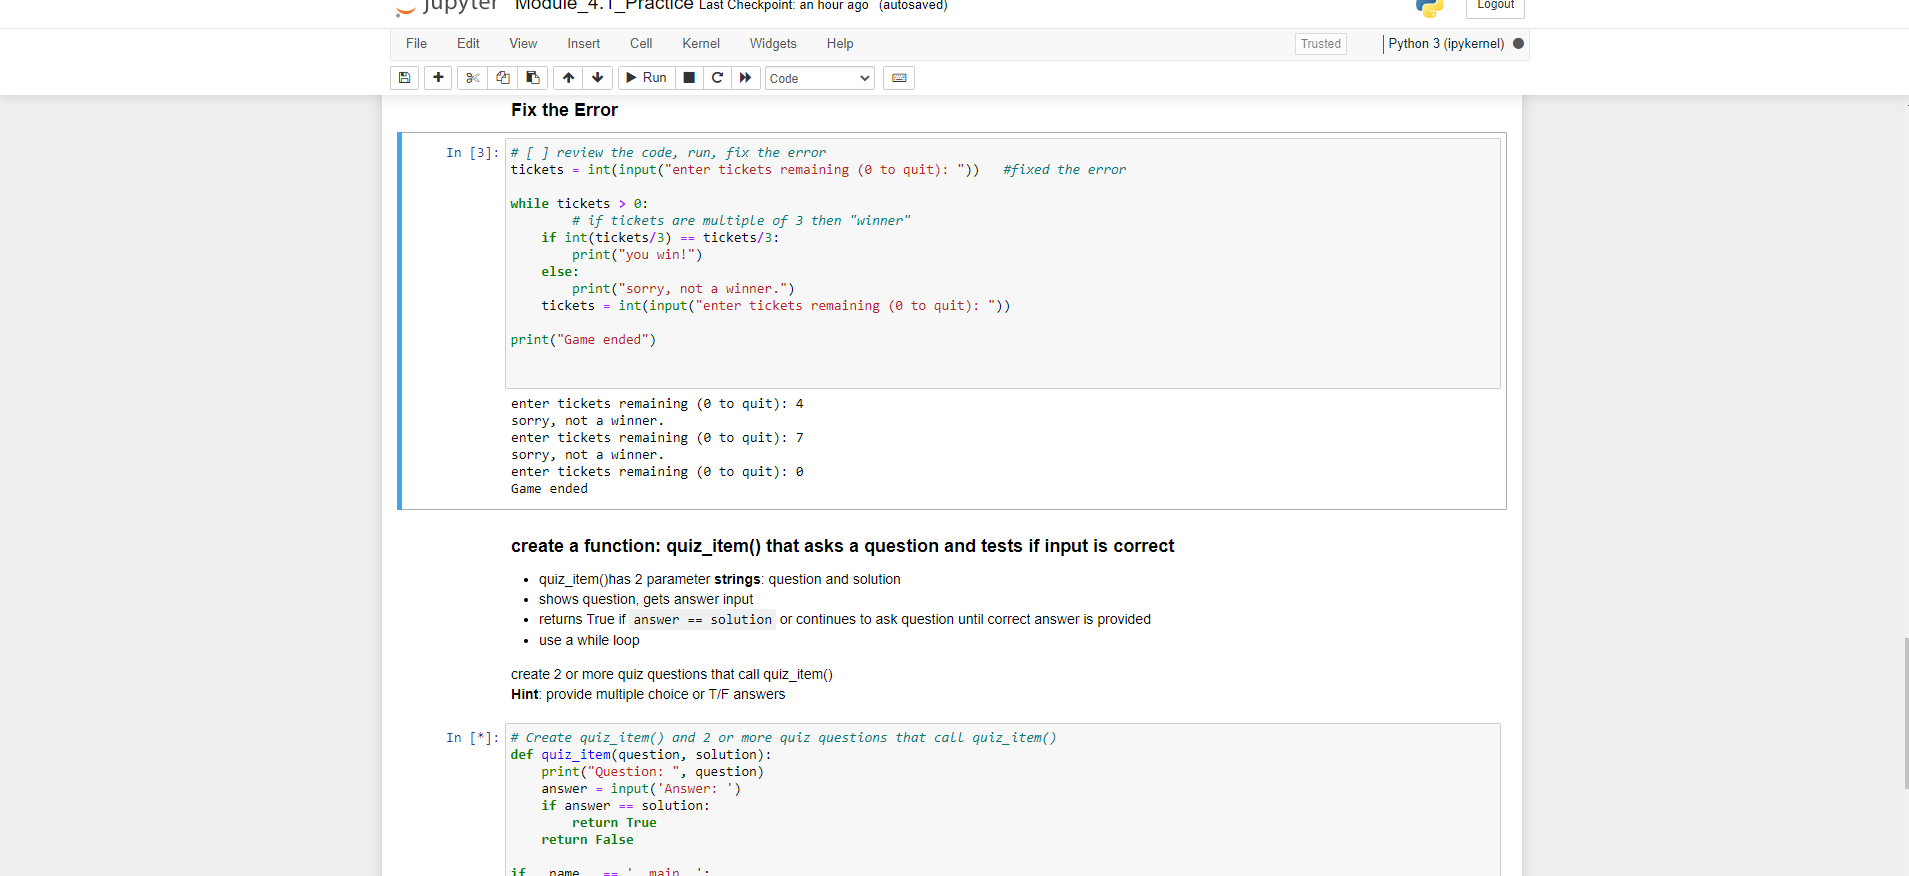 jupyter Module_4.1_Practice Last Checkpoint: an hour ago (autosaved) Logout
File Edit View Insert Cell Kernel Widgets Help Trusted Python 3 (ipykernel)
Run Code
Fix the Error
In [3]: # [ ] review the code, run, fix the error
tickets = int(input("enter tickets remaining (0 to quit): ")) #fixed the error
while tickets > 0:
# if tickets are multiple of 3 then "winner"
if int(tickets/3) == tickets/3:
print("you win!")
else:
print("sorry, not a winner.")
tickets = int(input("enter tickets remaining (0 to quit): "))
print("Game ended")
enter tickets remaining (0 to quit): 4
sorry, not a winner.
enter tickets remaining (0 to quit): 7
sorry, not a winner.
enter tickets remaining (0 to quit): 0
Game ended
create a function: quiz_item() that asks a question and tests if input is correct
• quiz_item()has 2 parameter strings: question and solution
• shows question, gets answer input
• returns True if answer == solution or continues to ask question until correct answer is provided
• use a while loop
create 2 or more quiz questions that call quiz_item()
Hint: provide multiple choice or T/F answers
In [*]: # Create quiz_item() and 2 or more quiz questions that call quiz_item()
def quiz_item(question, solution):
print("Question: ", question)
answer = input('Answer: ')
if answer == solution:
return True
return False
if __name__ == '__main__':